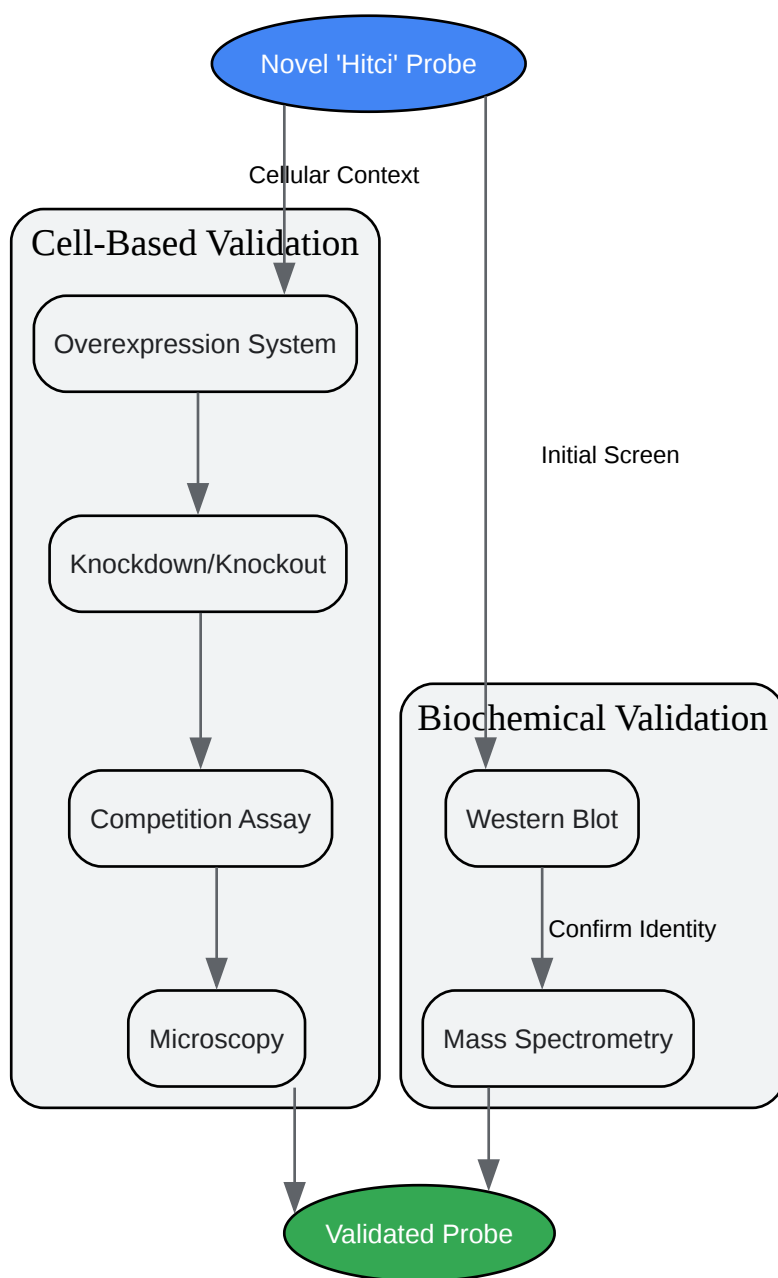 Novel 'Hitci' Probe
Cellular Context
Cell-Based Validation
Overexpression System
Knockdown/Knockout
Competition Assay
Microscopy
Initial Screen
Biochemical Validation
Western Blot
Confirm Identity
Mass Spectrometry
Validated Probe